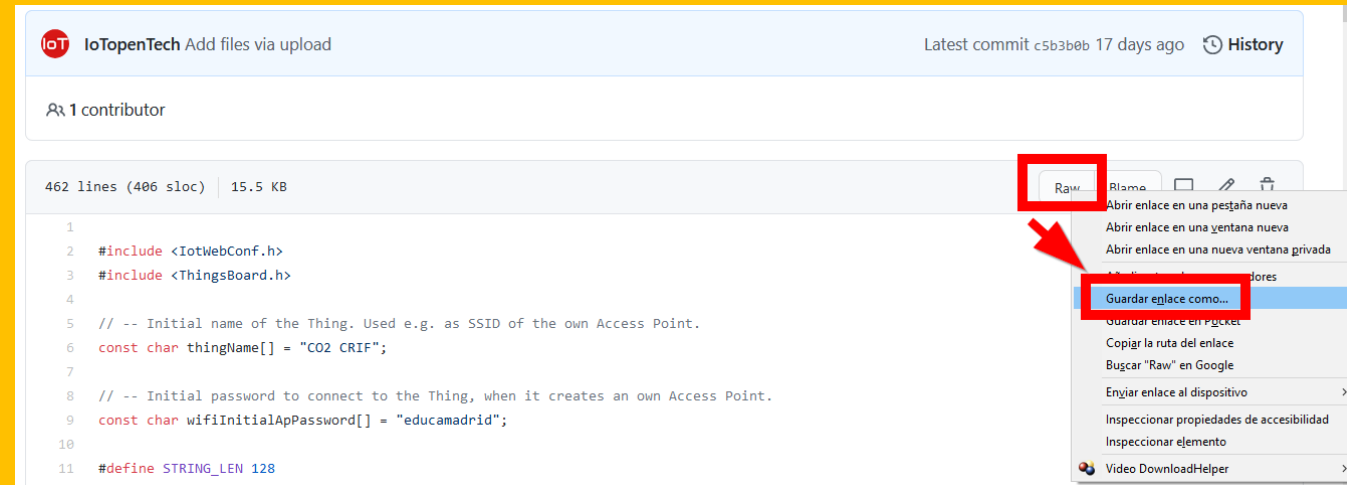 IoT IoTopenTech Add files via upload Latest commit c5b3b0b 17 days ago History
1 contributor
462 lines (406 sloc) 15.5 KB Raw Blame
1
2 #include <IotWebConf.h>
3 #include <ThingsBoard.h>
4
5 // -- Initial name of the Thing. Used e.g. as SSID of the own Access Point.
6 const char thingName[] = "CO2 CRIF";
7
8 // -- Initial password to connect to the Thing, when it creates an own Access Point.
9 const char wifiInitialApPassword[] = "educamadrid";
10
11 #define STRING_LEN 128
Abrir enlace en una pestaña nueva
Abrir enlace en una ventana nueva
Abrir enlace en una nueva ventana privada
Guardar enlace como...
Guardar enlace en Pocket
Copiar la ruta del enlace
Buscar "Raw" en Google
Enviar enlace al dispositivo
Inspeccionar propiedades de accesibilidad
Inspeccionar elemento
Video DownloadHelper